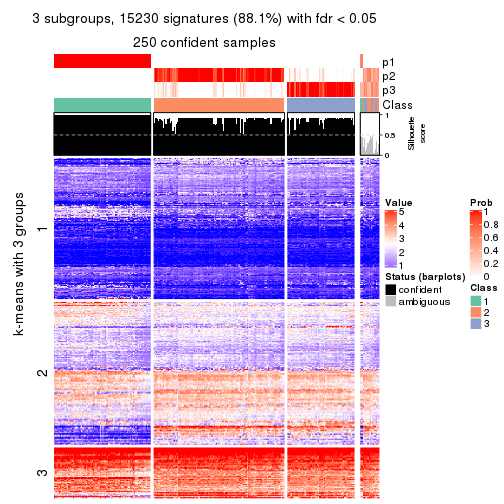 3 subgroups, 15230 signatures (88.1%) with fdr < 0.05
250 confident samples
p1
p2
p3
Class
1
0.5
0
Silhouette
score
k-means with 3 groups
1
2
3
Value
5
4
3
2
1
Status (barplots)
confident
ambiguous
Prob
1
0.8
0.6
0.4
0.2
0
Class
1
2
3